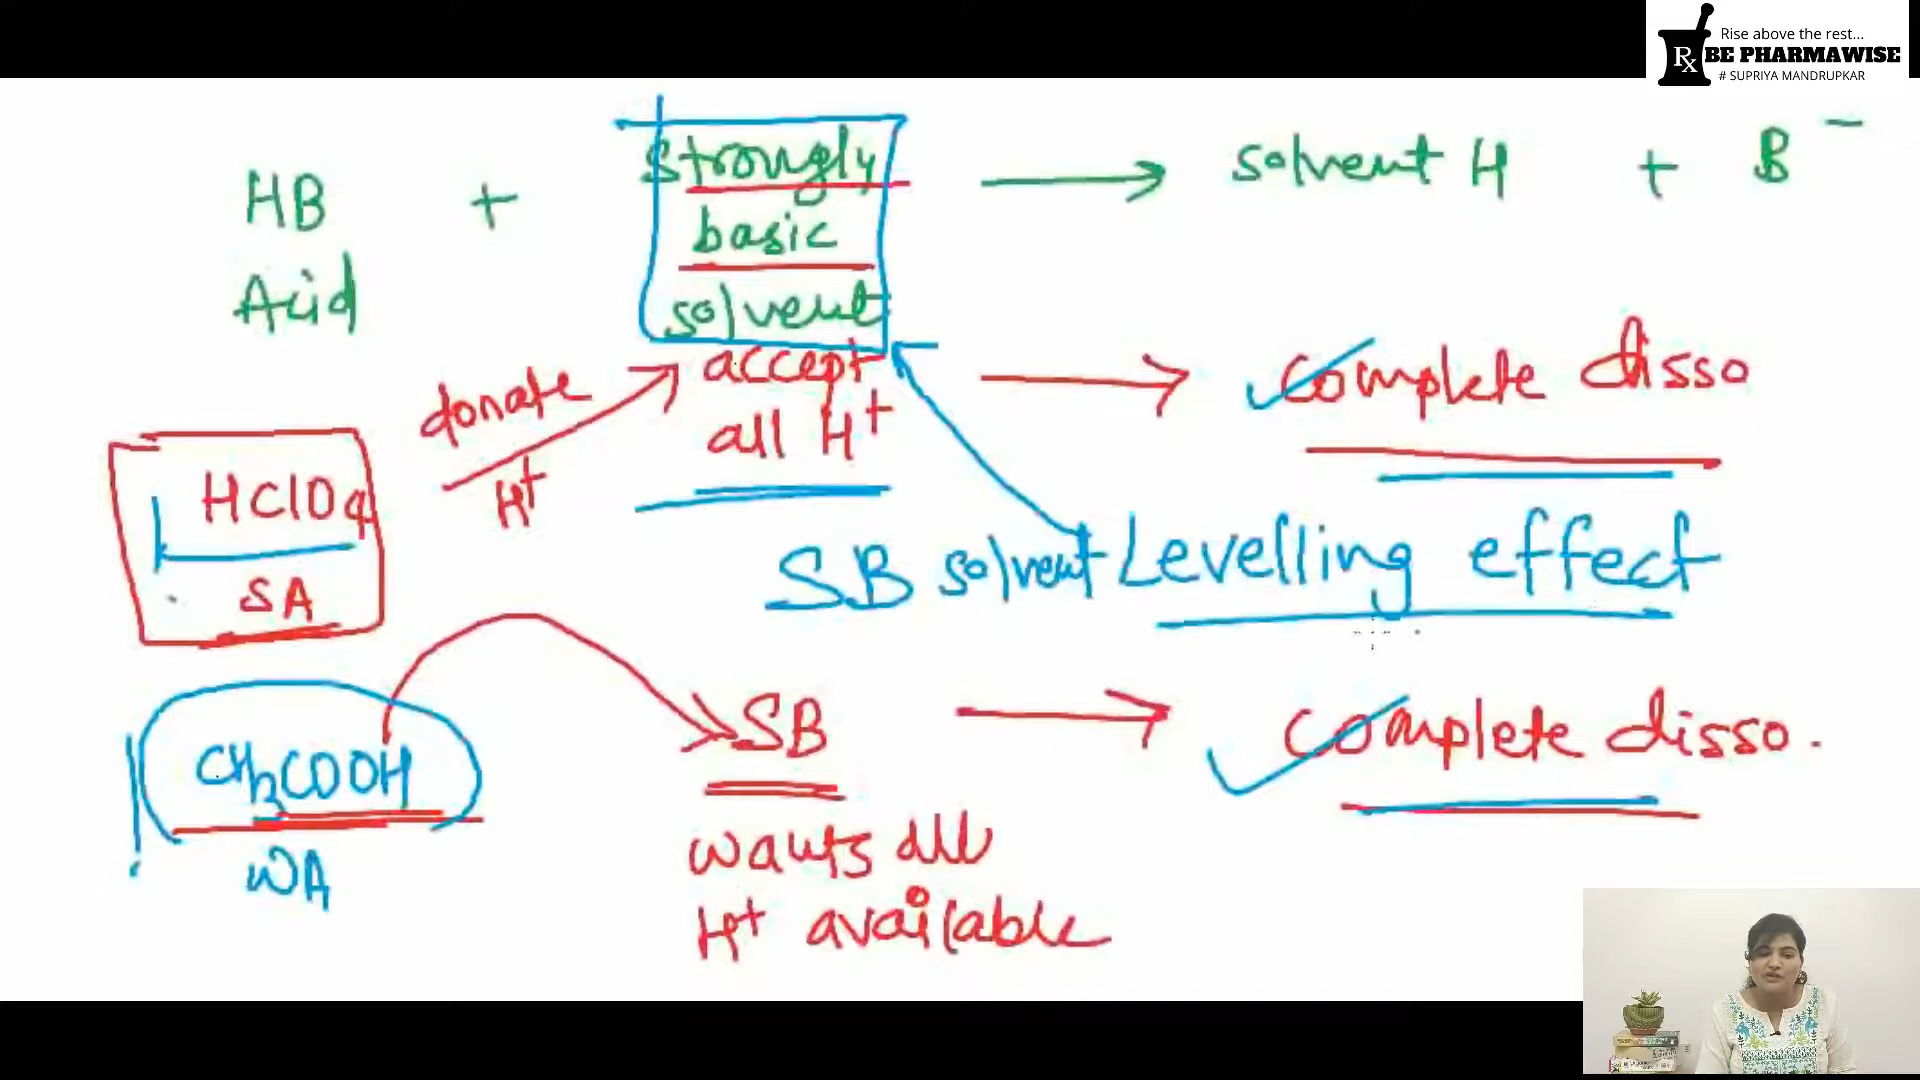 Rise above the rest...
Rx BE PHARMAWISE
# SUPRIYA MANDRUPKAR
HB + Strongly → solvent H + B⁻
basic
Acid
solvent
donate accept → complete disso
H⁺ all H⁺
HClO4
SA
SB solvent Levelling effect
CH3COOH SB → complete disso.
WA
wants all
H⁺ available